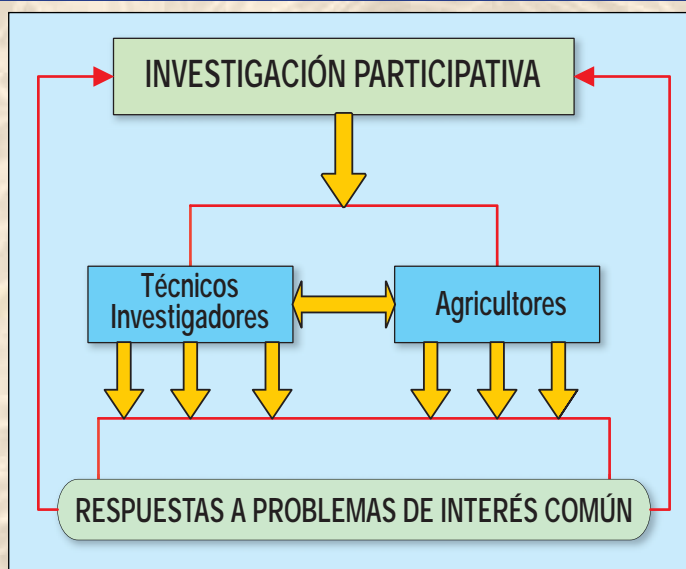 INVESTIGACIÓN PARTICIPATIVA
Técnicos
Investigadores
Agricultores
RESPUESTAS A PROBLEMAS DE INTERÉS COMÚN